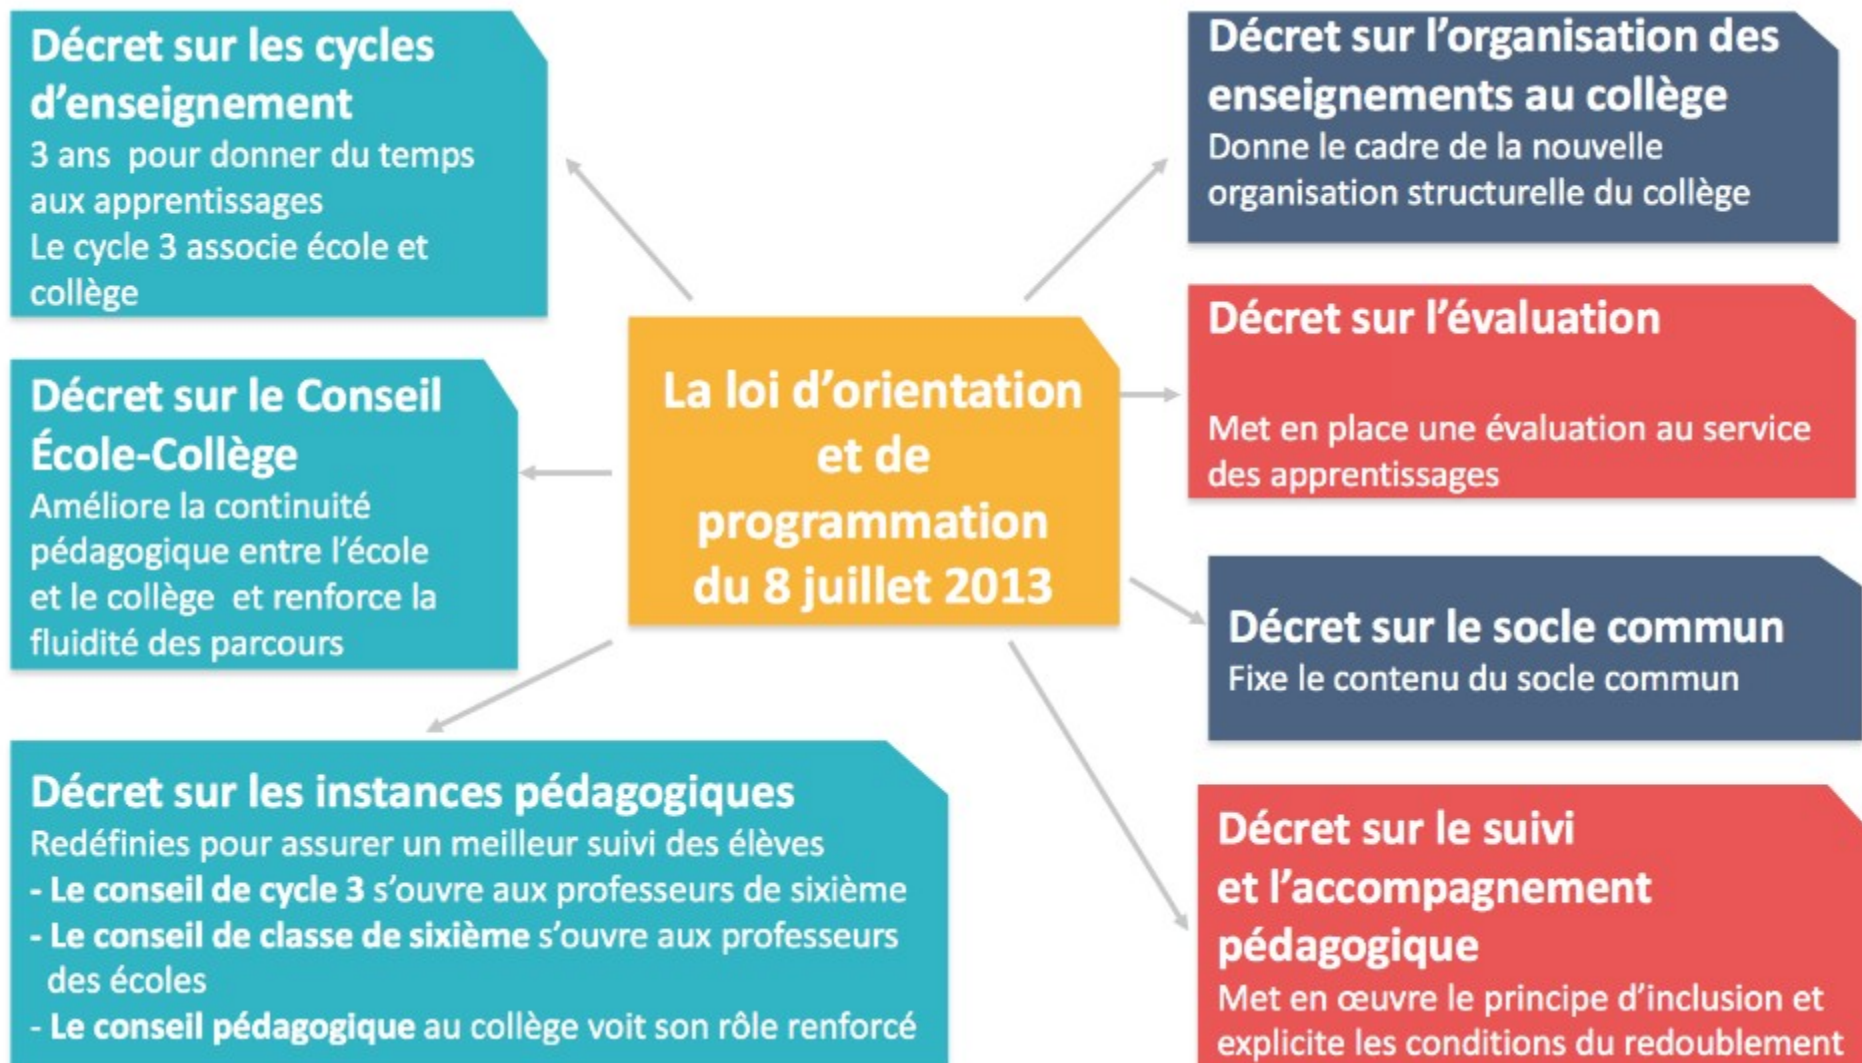 Décret sur les cycles
d’enseignement
3 ans pour donner du temps
aux apprentissages
Le cycle 3 associe école et
collège
Décret sur le Conseil
École-Collège
Améliore la continuité
pédagogique entre l’école
et le collège et renforce la
fluidité des parcours
Décret sur les instances pédagogiques
Redéfinies pour assurer un meilleur suivi des élèves
- Le conseil de cycle 3 s’ouvre aux professeurs de sixième
- Le conseil de classe de sixième s’ouvre aux professeurs
des écoles
- Le conseil pédagogique au collège voit son rôle renforcé
La loi d’orientation
et de
programmation
du 8 juillet 2013
Décret sur l’organisation des
enseignements au collège
Donne le cadre de la nouvelle
organisation structurelle du collège
Décret sur l’évaluation
Met en place une évaluation au service
des apprentissages
Décret sur le socle commun
Fixe le contenu du socle commun
Décret sur le suivi
et l’accompagnement
pédagogique
Met en œuvre le principe d’inclusion et
explicite les conditions du redoublement